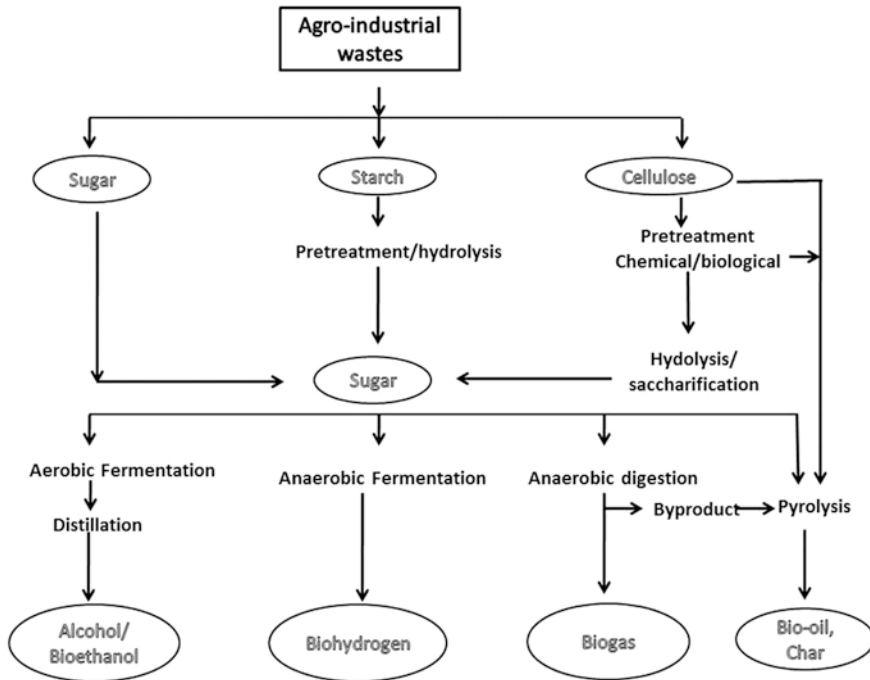 Agro-industrial
wastes
Sugar
Starch
Cellulose
Pretreatment/hydrolysis
Pretreatment
Chemical/biological
Sugar
Hydolysis/
saccharification
Aerobic Fermentation
Anaerobic Fermentation
Anaerobic digestion
Distillation
Byproduct
Pyrolysis
Alcohol/
Bioethanol
Biohydrogen
Biogas
Bio-oil,
Char